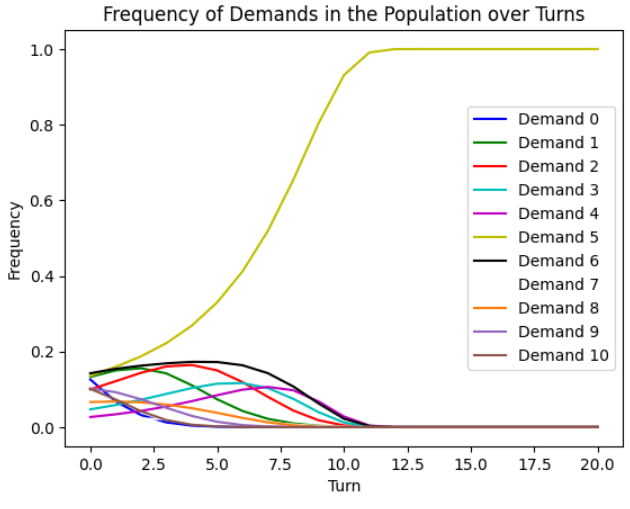 Frequency of Demands in the Population over Turns
1.0
0.8
0.6
0.4
0.2
0.0
Frequency
Demand 0
Demand 1
Demand 2
Demand 3
Demand 4
Demand 5
Demand 6
Demand 7
Demand 8
Demand 9
Demand 10
0.0 2.5 5.0 7.5 10.0 12.5 15.0 17.5 20.0
Turn